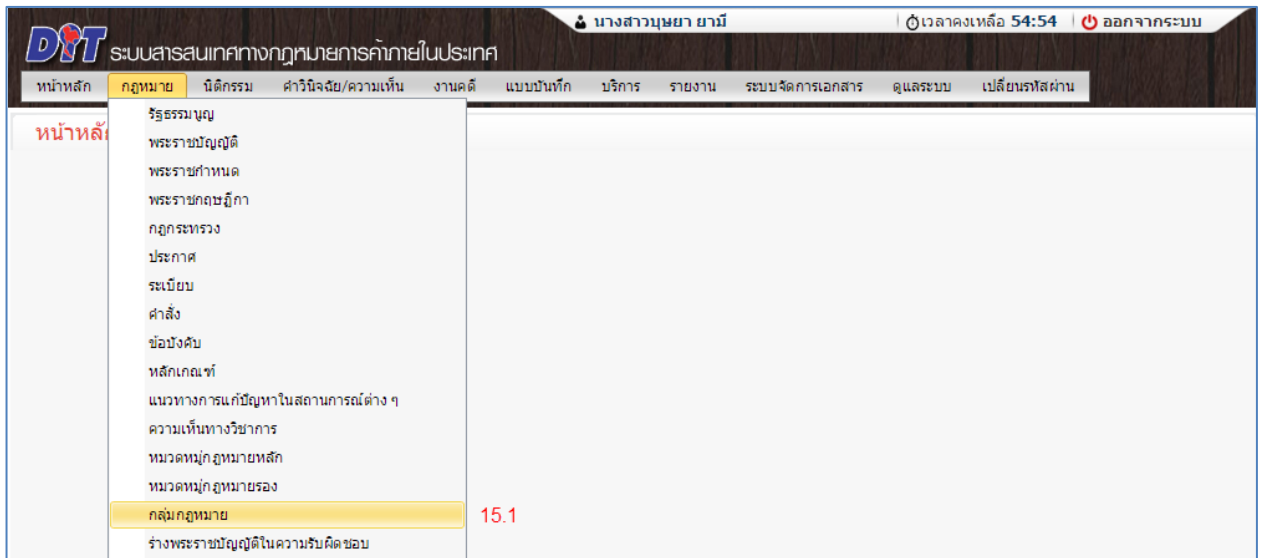 นางสาวบุษยา ยามี เวลาคงเหลือ 54:54 ออกจากระบบ
DIT ระบบสารสนเทศทางกฎหมายการค้าภายในประเทศ
หน้าหลัก กฎหมาย นิติกรรม คำวินิจฉัย/ความเห็น งานคดี แบบบันทึก บริการ รายงาน ระบบจัดการเอกสาร ดูแลระบบ เปลี่ยนรหัสผ่าน
หน้าหลั
รัฐธรรมนูญ
พระราชบัญญัติ
พระราชกำหนด
พระราชกฤษฎีกา
กฎกระทรวง
ประกาศ
ระเบียบ
คำสั่ง
ข้อบังคับ
หลักเกณฑ์
แนวทางการแก้ปัญหาในสถานการณ์ต่าง ๆ
ความเห็นทางวิชาการ
หมวดหมู่กฎหมายหลัก
หมวดหมู่กฎหมายรอง
กลุ่มกฎหมาย 15.1
ร่างพระราชบัญญัติในความรับผิดชอบ